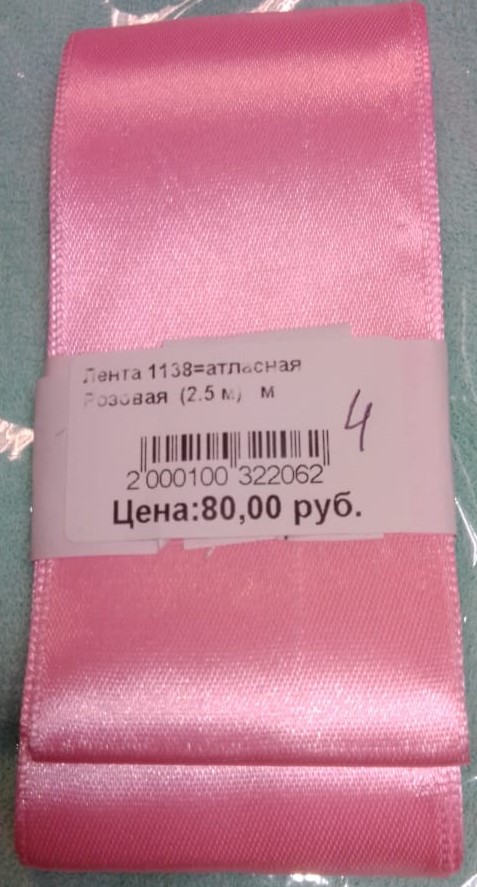 Лента 1138=атласная
Розовая (2.5 м) м
4
2 000100 322062
Цена:80,00 руб.